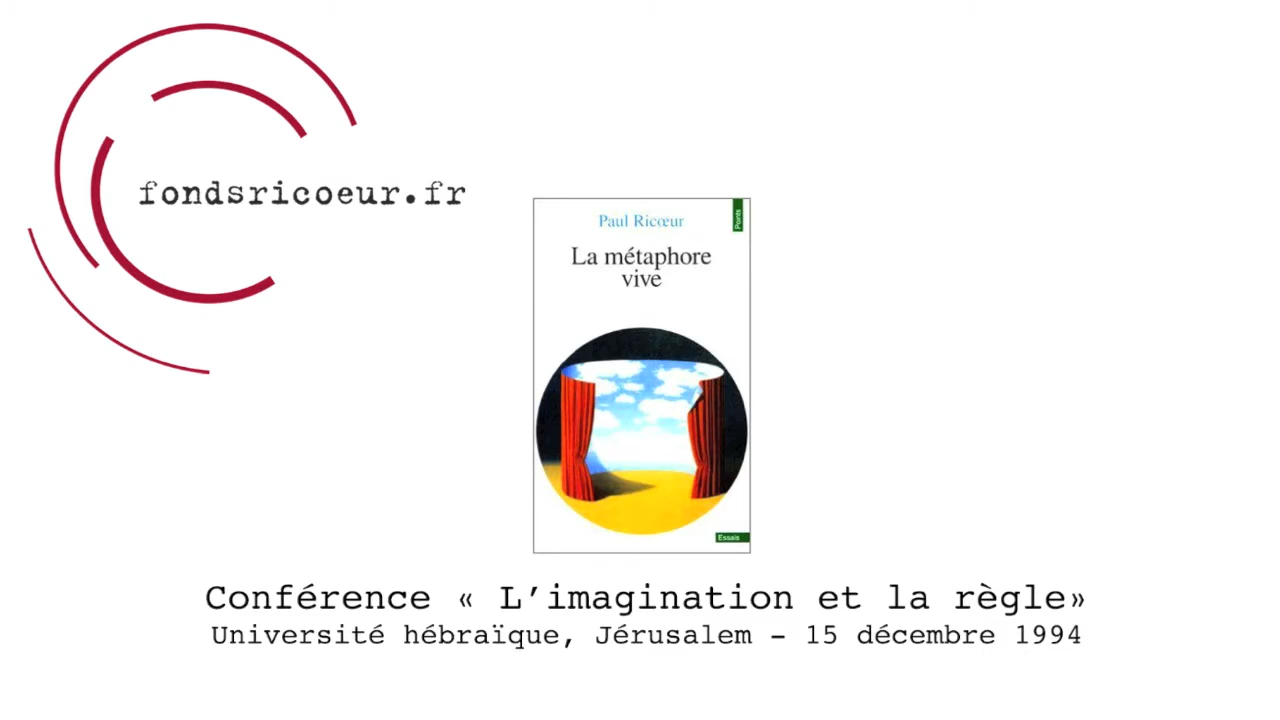 fondsricoeur.fr
Paul Ricœur
Points
La métaphore
vive
Essais
Conférence « L’imagination et la règle»
Université hébraïque, Jérusalem – 15 décembre 1994